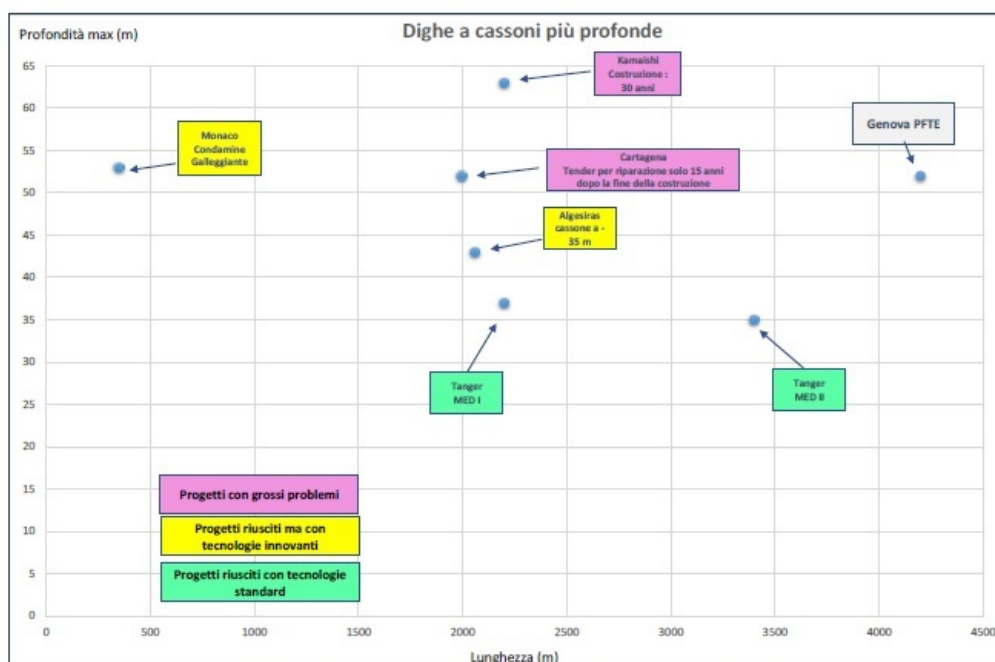 Dighe a cassoni più profonde
Profondità max (m)
65
60
55
50
45
40
35
30
25
20
15
10
5
0
Kamaishi
Costruzione :
30 anni
Monaco
Condamine
Galleggiante
Genova PFTE
Cartagena
Tender per riparazione solo 15 anni
dopo la fine della costruzione
Algesiras
cassone a -
35 m
Tanger
MED I
Tanger
MED II
Progetti con grossi problemi
Progetti riusciti ma con
tecnologie innovanti
Progetti riusciti con tecnologie
standard
0
500
1000
1500
2000
2500
3000
3500
4000
4500
Lunghezza (m)